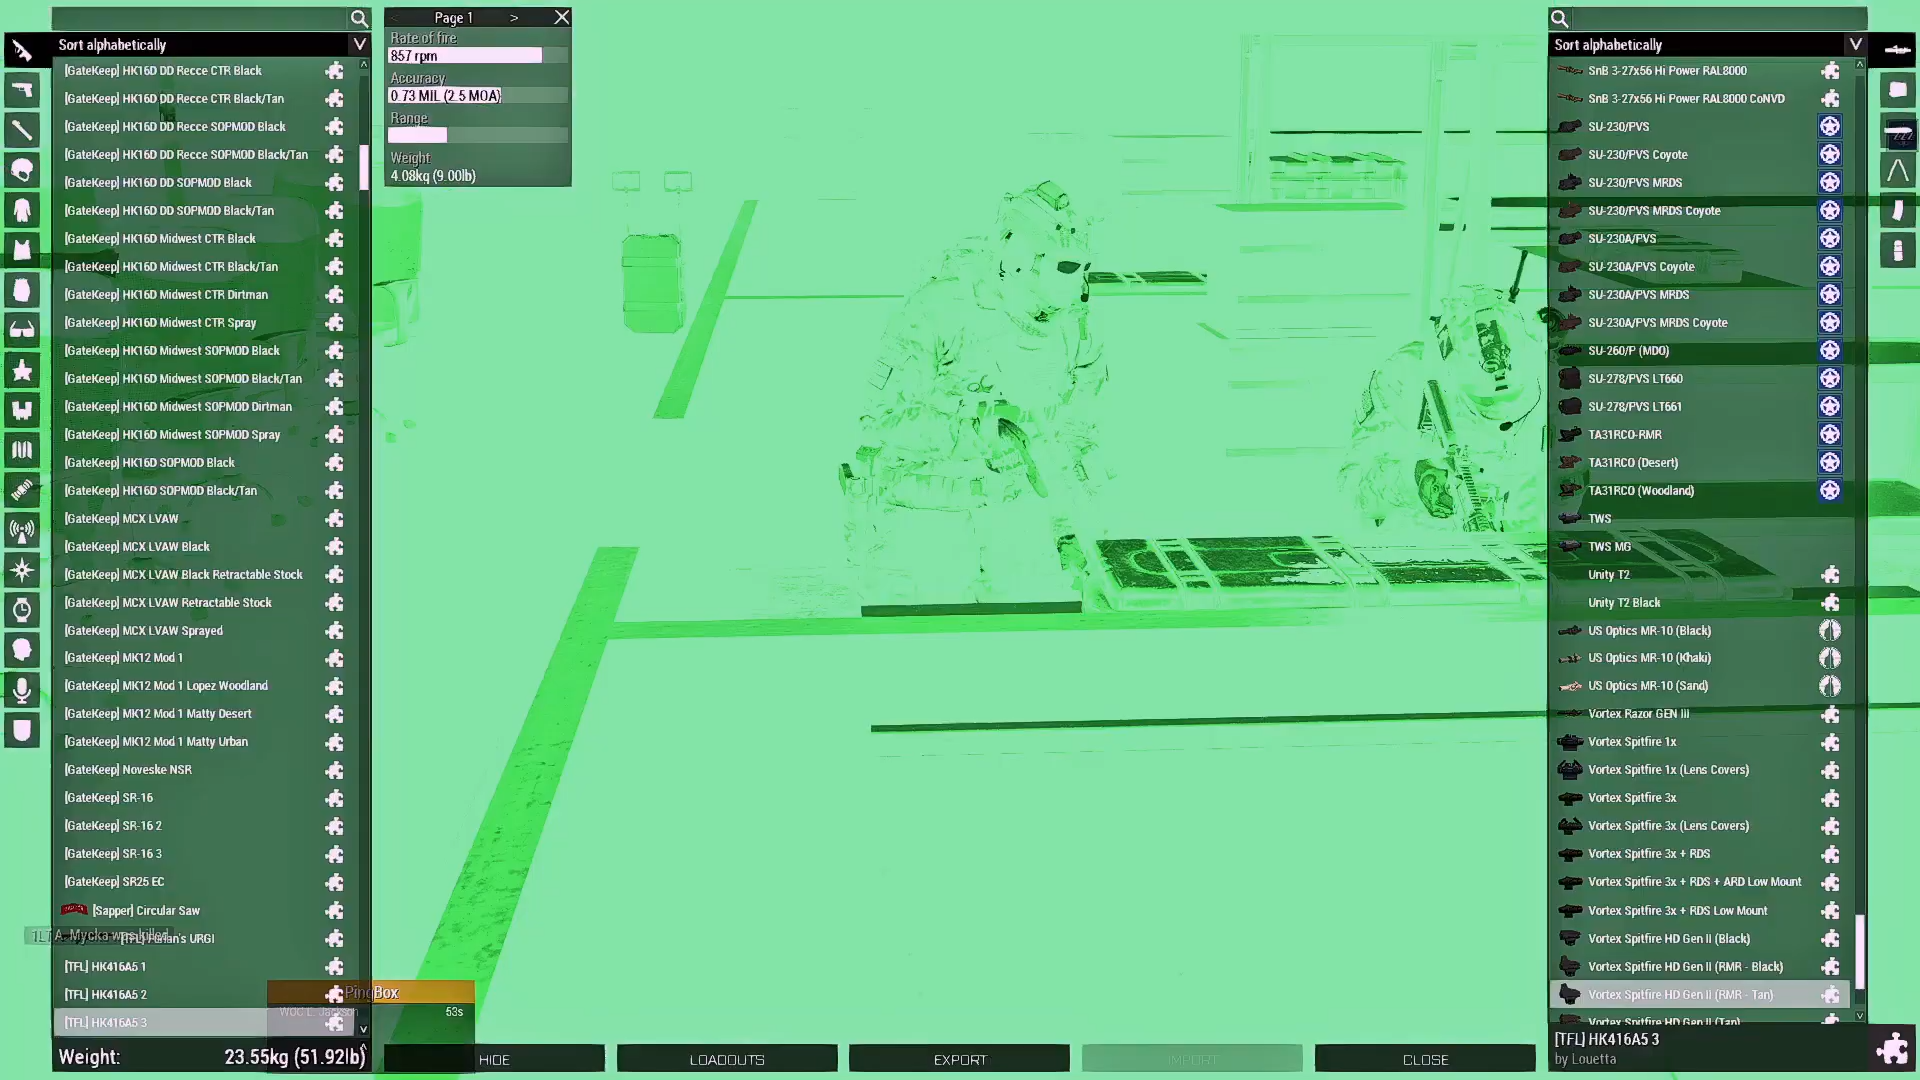 Sort alphabetically
[GateKeep] HK16D DD Recce CTR Black
[GateKeep] HK16D DD Recce CTR Black/Tan
[GateKeep] HK16D DD Recce SOPMOD Black
[GateKeep] HK16D DD Recce SOPMOD Black/Tan
[GateKeep] HK16D DD SOPMOD Black
[GateKeep] HK16D DD SOPMOD Black/Tan
[GateKeep] HK16D Midwest CTR Black
[GateKeep] HK16D Midwest CTR Black/Tan
[GateKeep] HK16D Midwest CTR Dirtman
[GateKeep] HK16D Midwest CTR Spray
[GateKeep] HK16D Midwest SOPMOD Black
[GateKeep] HK16D Midwest SOPMOD Black/Tan
[GateKeep] HK16D Midwest SOPMOD Dirtman
[GateKeep] HK16D Midwest SOPMOD Spray
[GateKeep] HK16D SOPMOD Black
[GateKeep] HK16D SOPMOD Black/Tan
[GateKeep] MCX LVAW
[GateKeep] MCX LVAW Black
[GateKeep] MCX LVAW Black Retractable Stock
[GateKeep] MCX LVAW Retractable Stock
[GateKeep] MCX LVAW Sprayed
[GateKeep] MK12 Mod 1
[GateKeep] MK12 Mod 1 Lopez Woodland
[GateKeep] MK12 Mod 1 Matty Desert
[GateKeep] MK12 Mod 1 Matty Urban
[GateKeep] Noveske NSR
[GateKeep] SR-16
[GateKeep] SR-16 2
[GateKeep] SR-16 3
[GateKeep] SR25 EC
[Sapper] Circular Saw
1LT A. Mycka was killed
URGI
[TFL] HK416A5 1
[TFL] HK416A5 2
[TFL] HK416A5 3
Weight: 23.55kg (51.92lb)
< Page 1 >
Rate of fire
857 rpm
Accuracy
0.73 MIL (2.5 MOA)
Range
Weight
4.08kg (9.00lb)
PingBox
WOC L. Jackson 53s
HIDE
LOADOUTS
EXPORT
IMPORT
CLOSE
Sort alphabetically
SnB 3-27x56 Hi Power RAL8000
SnB 3-27x56 Hi Power RAL8000 CoNVD
SU-230/PVS
SU-230/PVS Coyote
SU-230/PVS MRDS
SU-230/PVS MRDS Coyote
SU-230A/PVS
SU-230A/PVS Coyote
SU-230A/PVS MRDS
SU-230A/PVS MRDS Coyote
SU-260/P (MDO)
SU-278/PVS LT660
SU-278/PVS LT661
TA31RCO-RMR
TA31RCO (Desert)
TA31RCO (Woodland)
TWS
TWS MG
Unity T2
Unity T2 Black
US Optics MR-10 (Black)
US Optics MR-10 (Khaki)
US Optics MR-10 (Sand)
Vortex Razor GEN III
Vortex Spitfire 1x
Vortex Spitfire 1x (Lens Covers)
Vortex Spitfire 3x
Vortex Spitfire 3x (Lens Covers)
Vortex Spitfire 3x + RDS
Vortex Spitfire 3x + RDS + ARD Low Mount
Vortex Spitfire 3x + RDS Low Mount
Vortex Spitfire HD Gen II (Black)
Vortex Spitfire HD Gen II (RMR - Black)
Vortex Spitfire HD Gen II (RMR - Tan)
Vortex Spitfire HD Gen II (Tan)
[TFL] HK416A5 3
by Louetta